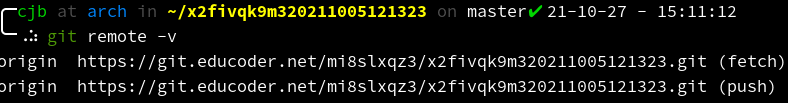 cjb at arch in ~/x2fivqk9m320211005121323 on master✔21-10-27 - 15:11:12
git remote -v
origin  https://git.educoder.net/mi8slxqz3/x2fivqk9m320211005121323.git (fetch)
origin  https://git.educoder.net/mi8slxqz3/x2fivqk9m320211005121323.git (push)